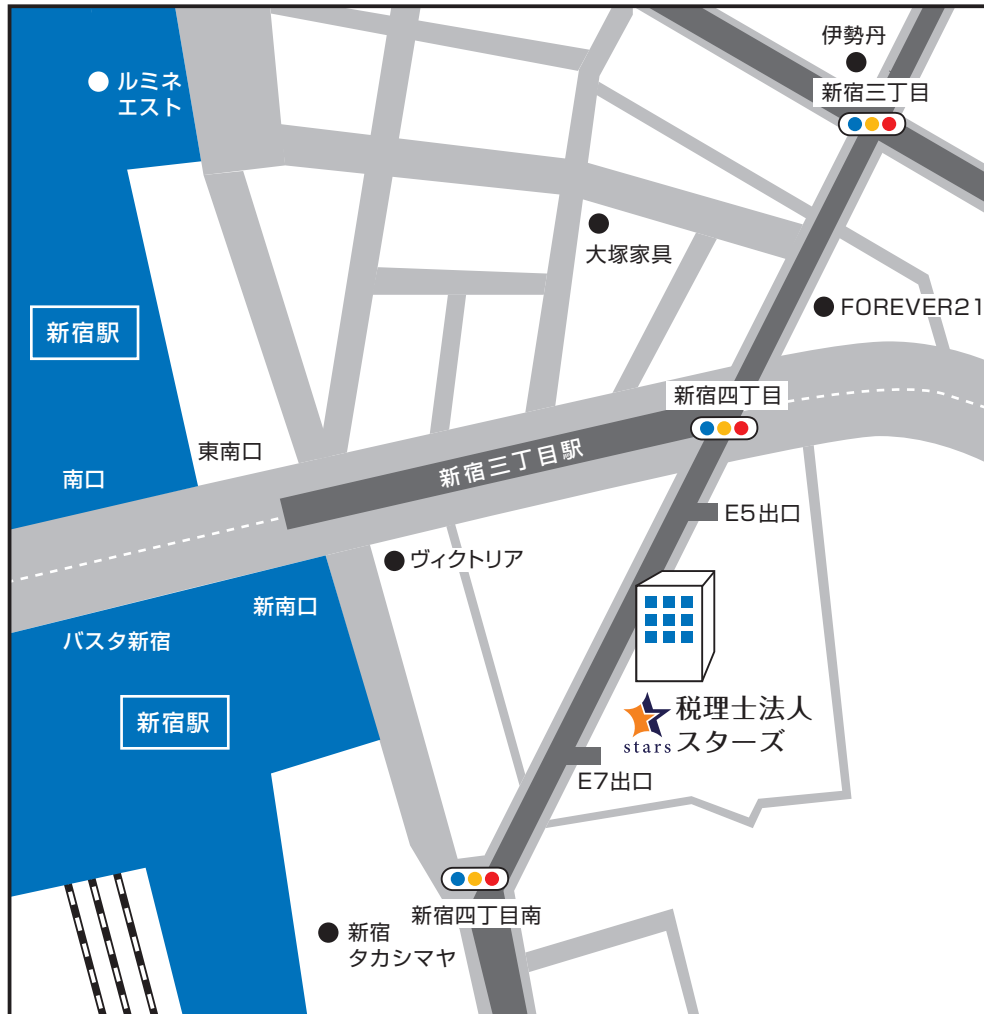 伊勢丹
新宿三丁目
ルミネ
エスト
大塚家具
FOREVER21
新宿駅
新宿四丁目
東南口
新宿三丁目駅
南口
E5出口
ヴィクトリア
新南口
バスタ新宿
新宿駅
税理士法人
スターズ
stars
E7出口
新宿四丁目南
新宿
タカシマヤ